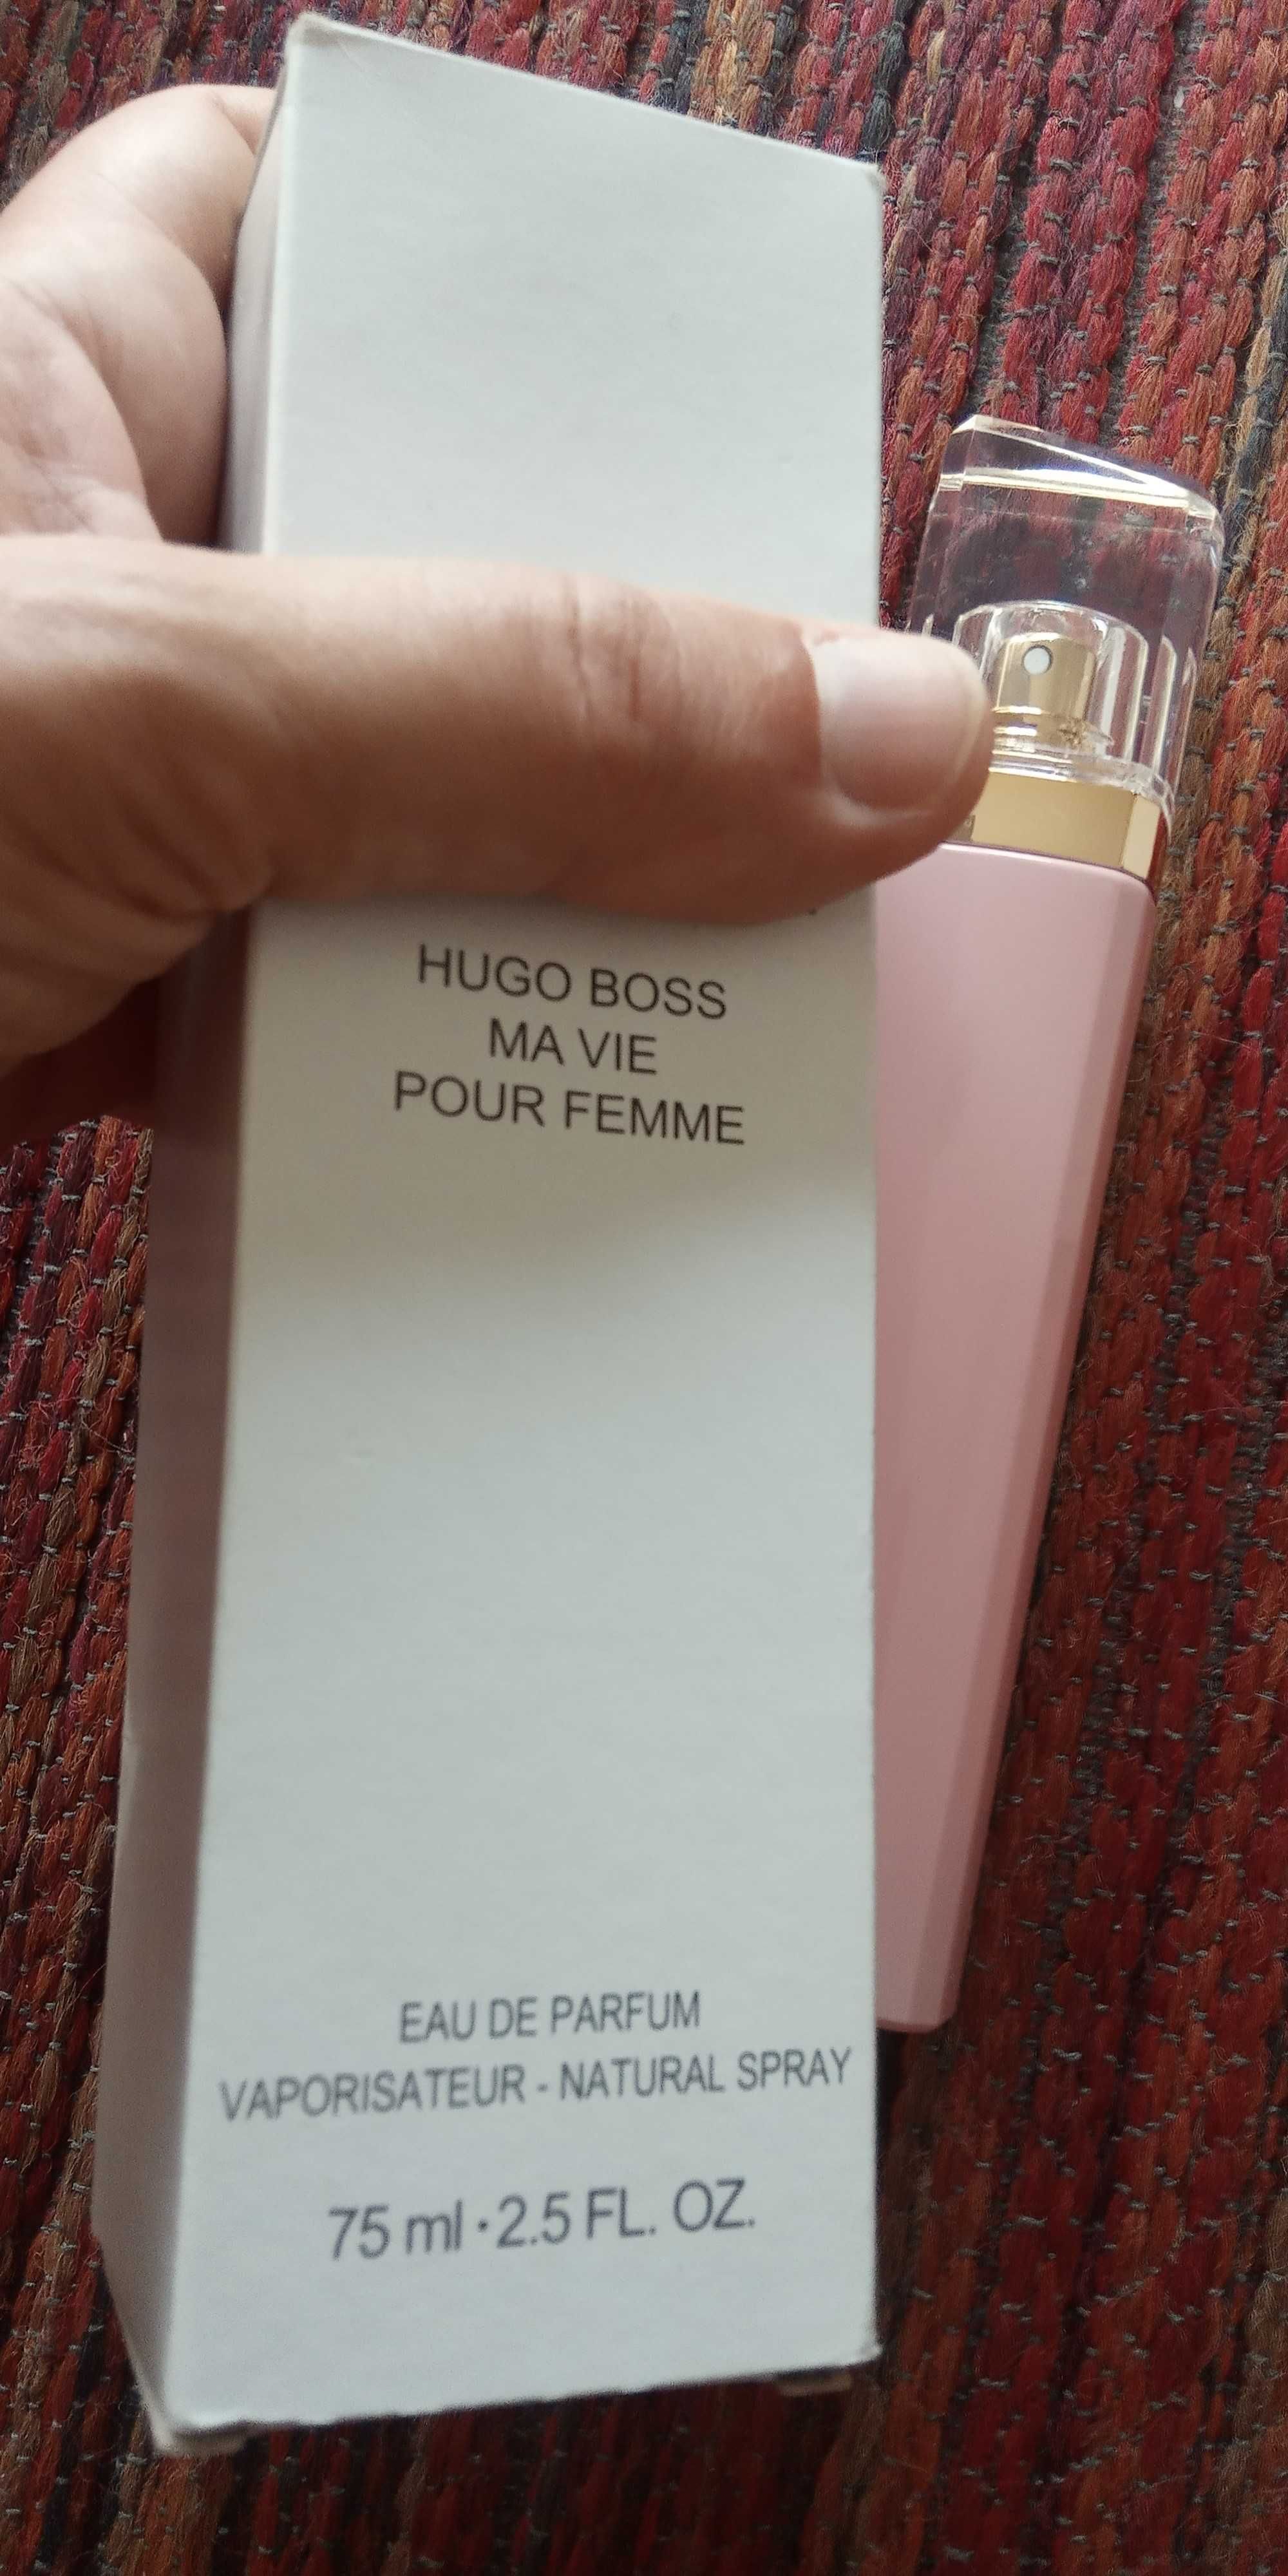 HUGO BOSS
MA VIE
POUR FEMME
EAU DE PARFUM
VAPORISATEUR - NATURAL SPRAY
75 ml · 2.5 FL. OZ.